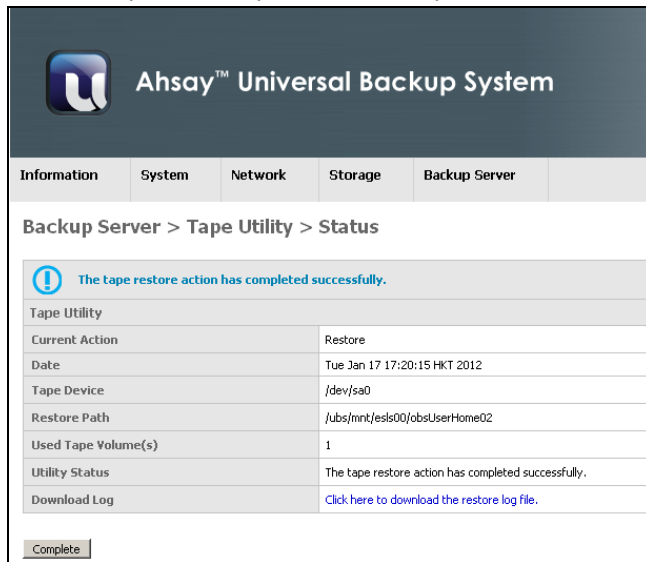 Ahsay™ Universal Backup System
Information System Network Storage Backup Server
Backup Server > Tape Utility > Status
The tape restore action has completed successfully.
Tape Utility
Current Action Restore
Date Tue Jan 17 17:20:15 HKT 2012
Tape Device /dev/sa0
Restore Path /ubs/mnt/esls00/obsUserHome02
Used Tape Volume(s) 1
Utility Status The tape restore action has completed successfully.
Download Log Click here to download the restore log file.
Complete